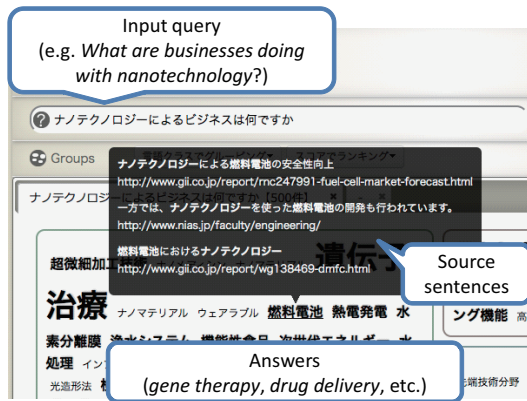 Input query
(e.g. What are businesses doing
with nanotechnology?)
ナノテクノロジーによるビジネスは何ですか
Groups
ナノテクノロジーによる燃料電池の安全性向上
http://www.gii.co.jp/report/rnc247991-fuel-cell-market-forecast.html
一方では、ナノテクノロジーを使った燃料電池の開発も行われています。
http://www.nias.jp/faculty/engineering/
燃料電池におけるナノテクノロジー
http://www.gii.co.jp/report/wg138469-dmfc.html
Source
sentences
超微細加工
遺伝子
治療 ナノマテリアル ウェアラブル 燃料電池 熱電発電 水
ング機能
素分離膜 浄水システム 機能性食品 次世代エネルギー 水
処理
光造形法
端技術分野
Answers
(gene therapy, drug delivery, etc.)